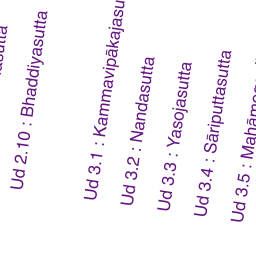 Ud 2.10 : Bhaddiyasutta
Ud 3.1 : Kammavipākajasu
Ud 3.2 : Nandasutta
Ud 3.3 : Yasojasutta
Ud 3.4 : Sāriputtasutta
Ud 3.5 :